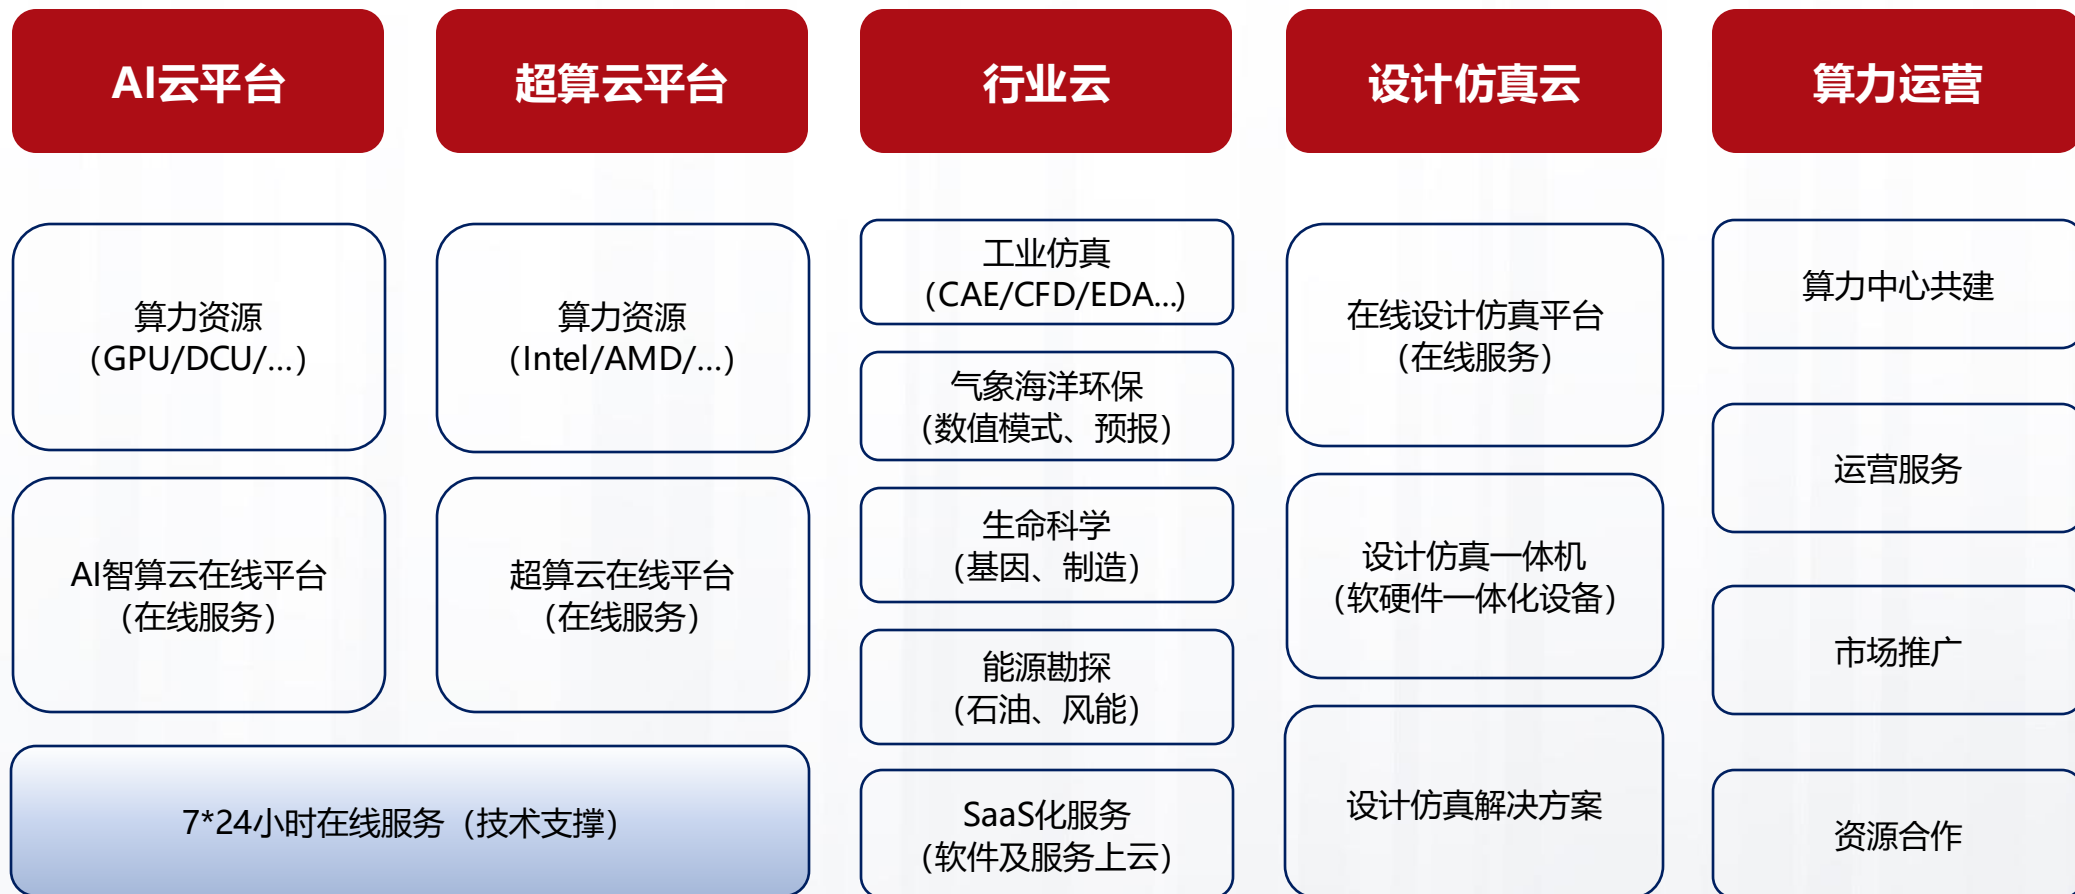 AI云平台
超算云平台
行业云
设计仿真云
算力运营
算力资源
（GPU/DCU/...）
AI智算云在线平台
（在线服务）
算力资源
（Intel/AMD/...）
超算云在线平台
（在线服务）
7*24小时在线服务（技术支撑）
工业仿真
（CAE/CFD/EDA...）
气象海洋环保
（数值模式、预报）
生命科学
（基因、制造）
能源勘探
（石油、风能）
SaaS化服务
（软件及服务上云）
在线设计仿真平台
（在线服务）
设计仿真一体机
（软硬件一体化设备）
设计仿真解决方案
算力中心共建
运营服务
市场推广
资源合作